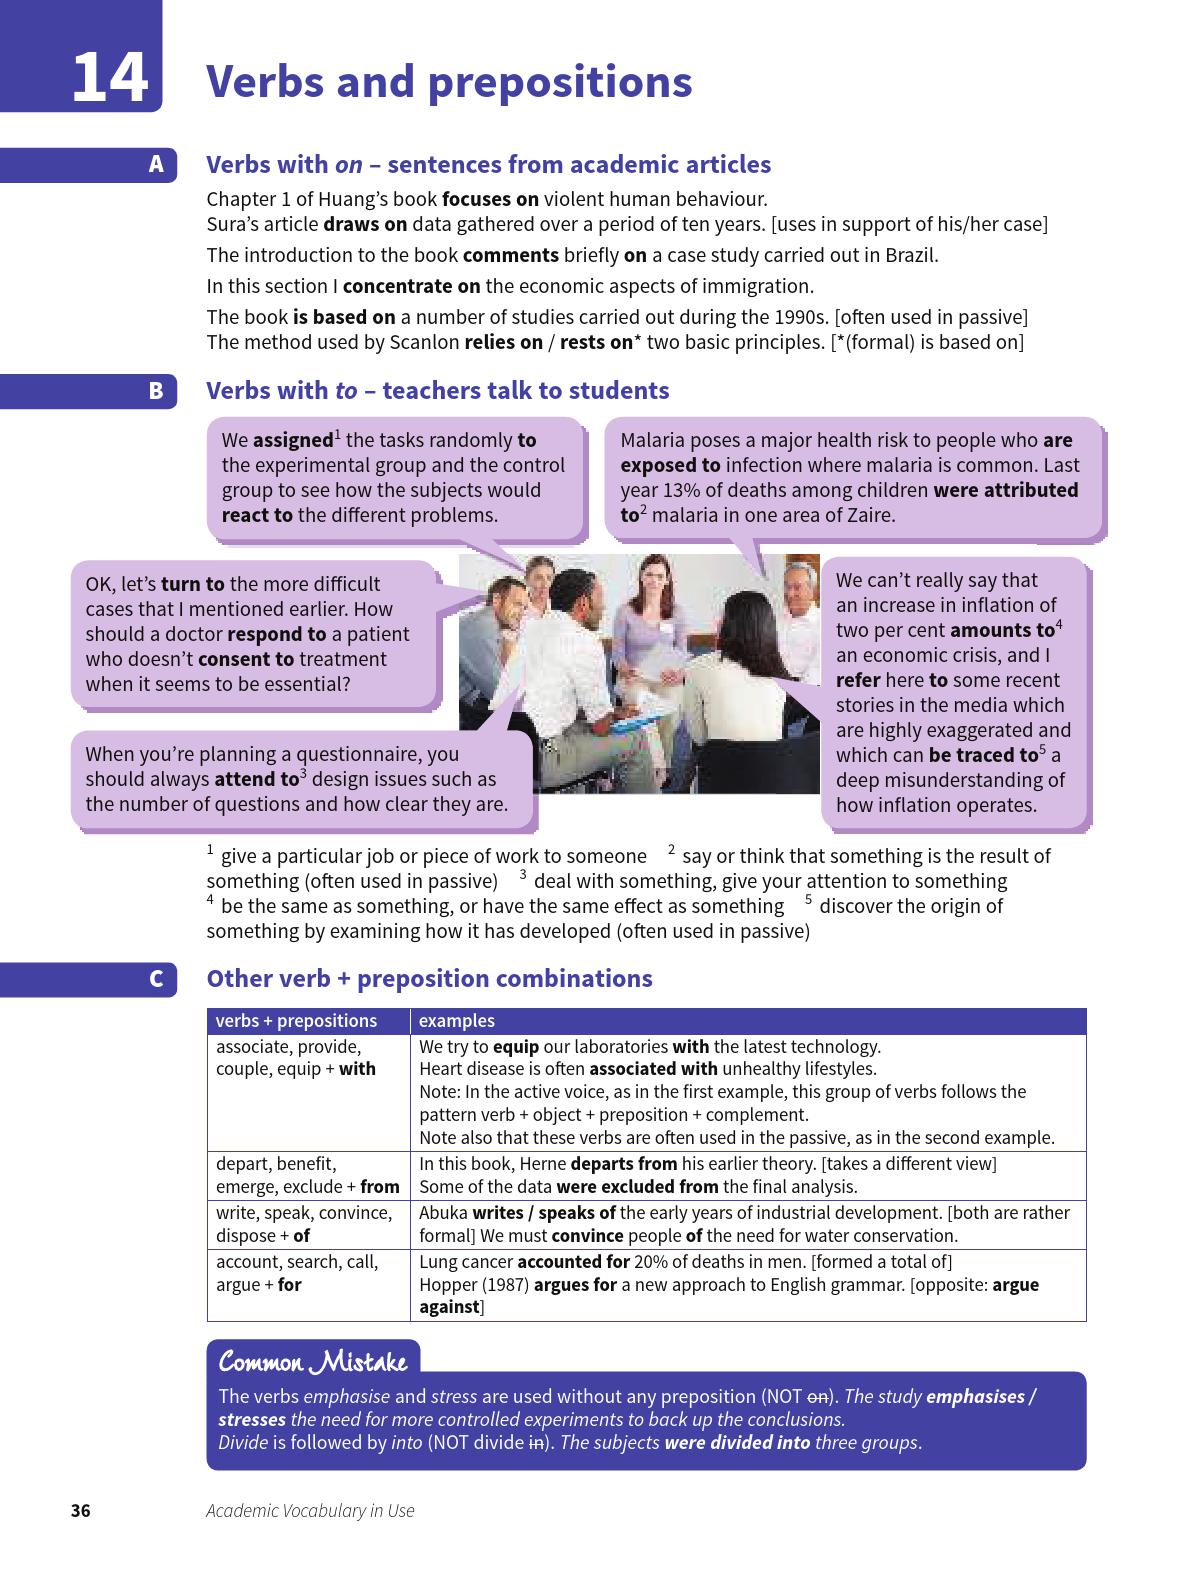 14
Verbs and prepositions
A
Verbs with on – sentences from academic articles
Chapter 1 of Huang’s book focuses on violent human behaviour.
Sura’s article draws on data gathered over a period of ten years. [uses in support of his/her case]
The introduction to the book comments briefly on a case study carried out in Brazil.
In this section I concentrate on the economic aspects of immigration.
The book is based on a number of studies carried out during the 1990s. [often used in passive]
The method used by Scanlon relies on / rests on* two basic principles. [*(formal) is based on]
B
Verbs with to – teachers talk to students
We assigned1 the tasks randomly to
the experimental group and the control
group to see how the subjects would
react to the different problems.
Malaria poses a major health risk to people who are
exposed to infection where malaria is common. Last
year 13% of deaths among children were attributed
to2 malaria in one area of Zaire.
OK, let’s turn to the more difficult
cases that I mentioned earlier. How
should a doctor respond to a patient
who doesn’t consent to treatment
when it seems to be essential?
We can’t really say that
an increase in inflation of
two per cent amounts to4
an economic crisis, and I
refer here to some recent
stories in the media which
are highly exaggerated and
which can be traced to5 a
deep misunderstanding of
how inflation operates.
When you’re planning a questionnaire, you
should always attend to3 design issues such as
the number of questions and how clear they are.
1 give a particular job or piece of work to someone 2 say or think that something is the result of
something (often used in passive) 3 deal with something, give your attention to something
4 be the same as something, or have the same effect as something 5 discover the origin of
something by examining how it has developed (often used in passive)
C
Other verb + preposition combinations
verbs + prepositions examples
associate, provide,
couple, equip + with
We try to equip our laboratories with the latest technology.
Heart disease is often associated with unhealthy lifestyles.
Note: In the active voice, as in the first example, this group of verbs follows the
pattern verb + object + preposition + complement.
Note also that these verbs are often used in the passive, as in the second example.
depart, benefit,
emerge, exclude + from
In this book, Herne departs from his earlier theory. [takes a different view]
Some of the data were excluded from the final analysis.
write, speak, convince,
dispose + of
Abuka writes / speaks of the early years of industrial development. [both are rather
formal] We must convince people of the need for water conservation.
account, search, call,
argue + for
Lung cancer accounted for 20% of deaths in men. [formed a total of]
Hopper (1987) argues for a new approach to English grammar. [opposite: argue
against]
Common Mistake
The verbs emphasise and stress are used without any preposition (NOT on). The study emphasises /
stresses the need for more controlled experiments to back up the conclusions.
Divide is followed by into (NOT divide in). The subjects were divided into three groups.
36
Academic Vocabulary in Use